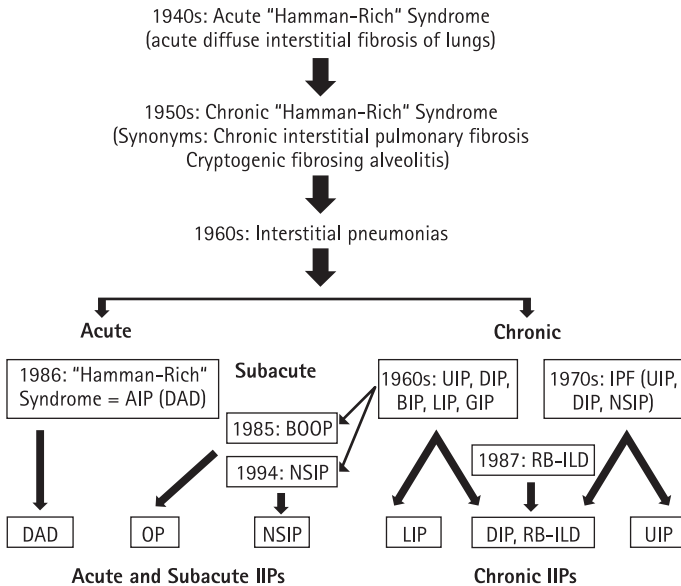 1940s: Acute “Hamman-Rich“ Syndrome
(acute diffuse interstitial fibrosis of lungs)
1950s: Chronic “Hamman-Rich“ Syndrome
(Synonyms: Chronic interstitial pulmonary fibrosis
Cryptogenic fibrosing alveolitis)
1960s: Interstitial pneumonias
Acute
Chronic
1986: “Hamman-Rich“
Syndrome = AIP (DAD)
Subacute
1985: BOOP
1994: NSIP
1960s: UIP, DIP,
BIP, LIP, GIP
1970s: IPF (UIP,
DIP, NSIP)
1987: RB-ILD
DAD
OP
NSIP
LIP
DIP, RB-ILD
UIP
Acute and Subacute IIPs
Chronic IIPs